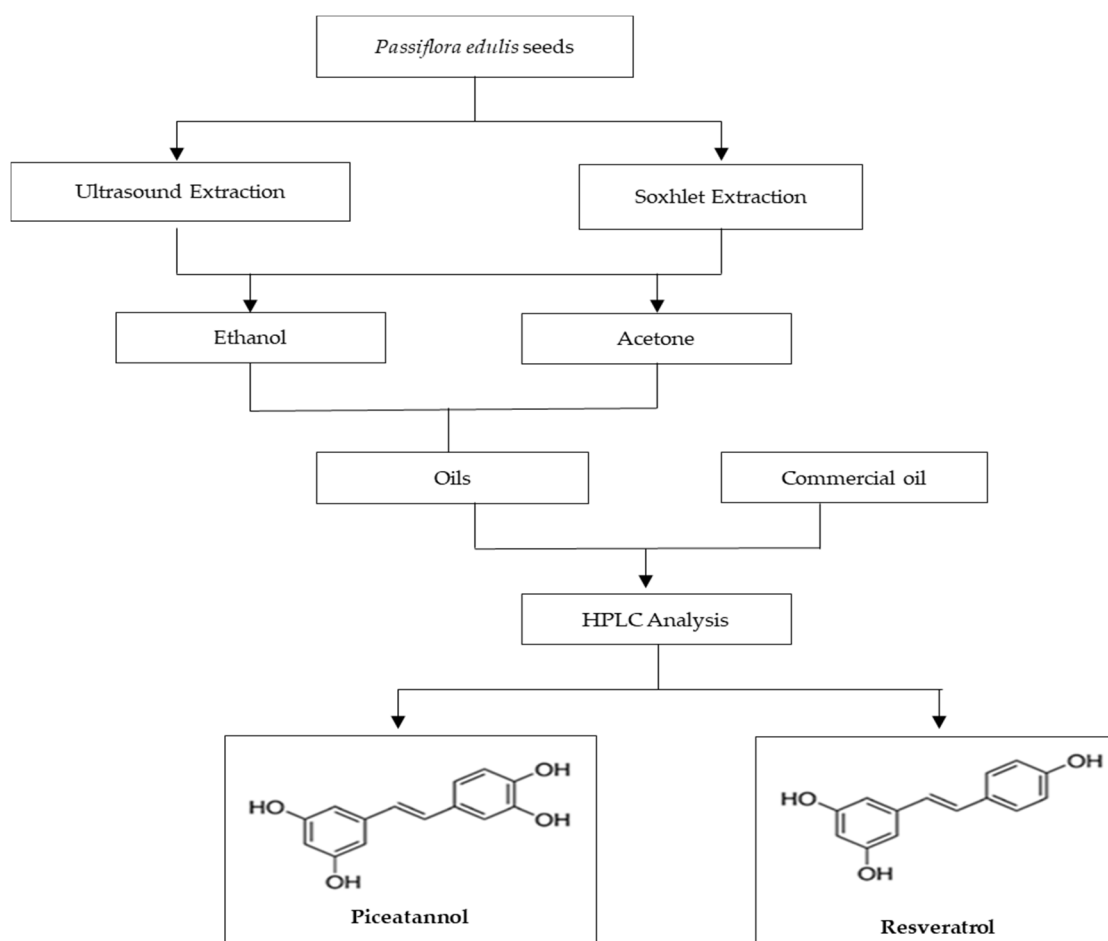 Passiflora edulis seeds
Ultrasound Extraction
Soxhlet Extraction
Ethanol
Acetone
Oils
Commercial oil
HPLC Analysis
OH
HO
OH
OH
Piceatannol
OH
HO
OH
Resveratrol